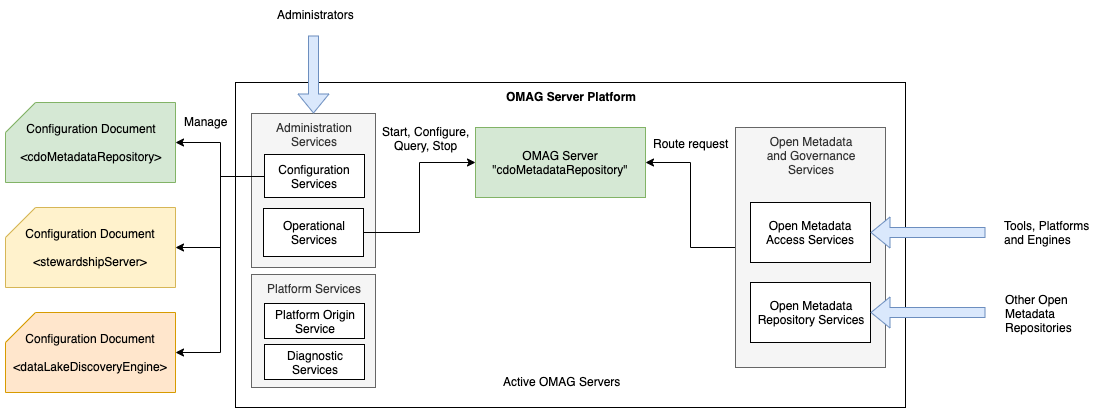 Administrators
OMAG Server Platform
Configuration Document
<cdoMetadataRepository>
Manage
Administration
Services
Configuration
Services
Operational
Services
Start, Configure,
Query, Stop
OMAG Server
"cdoMetadataRepository"
Route request
Open Metadata
and Governance
Services
Open Metadata
Access Services
Open Metadata
Repository Services
Tools, Platforms
and Engines
Other Open
Metadata
Repositories
Configuration Document
<stewardshipServer>
Configuration Document
<dataLakeDiscoveryEngine>
Platform Services
Platform Origin
Service
Diagnostic
Services
Active OMAG Servers